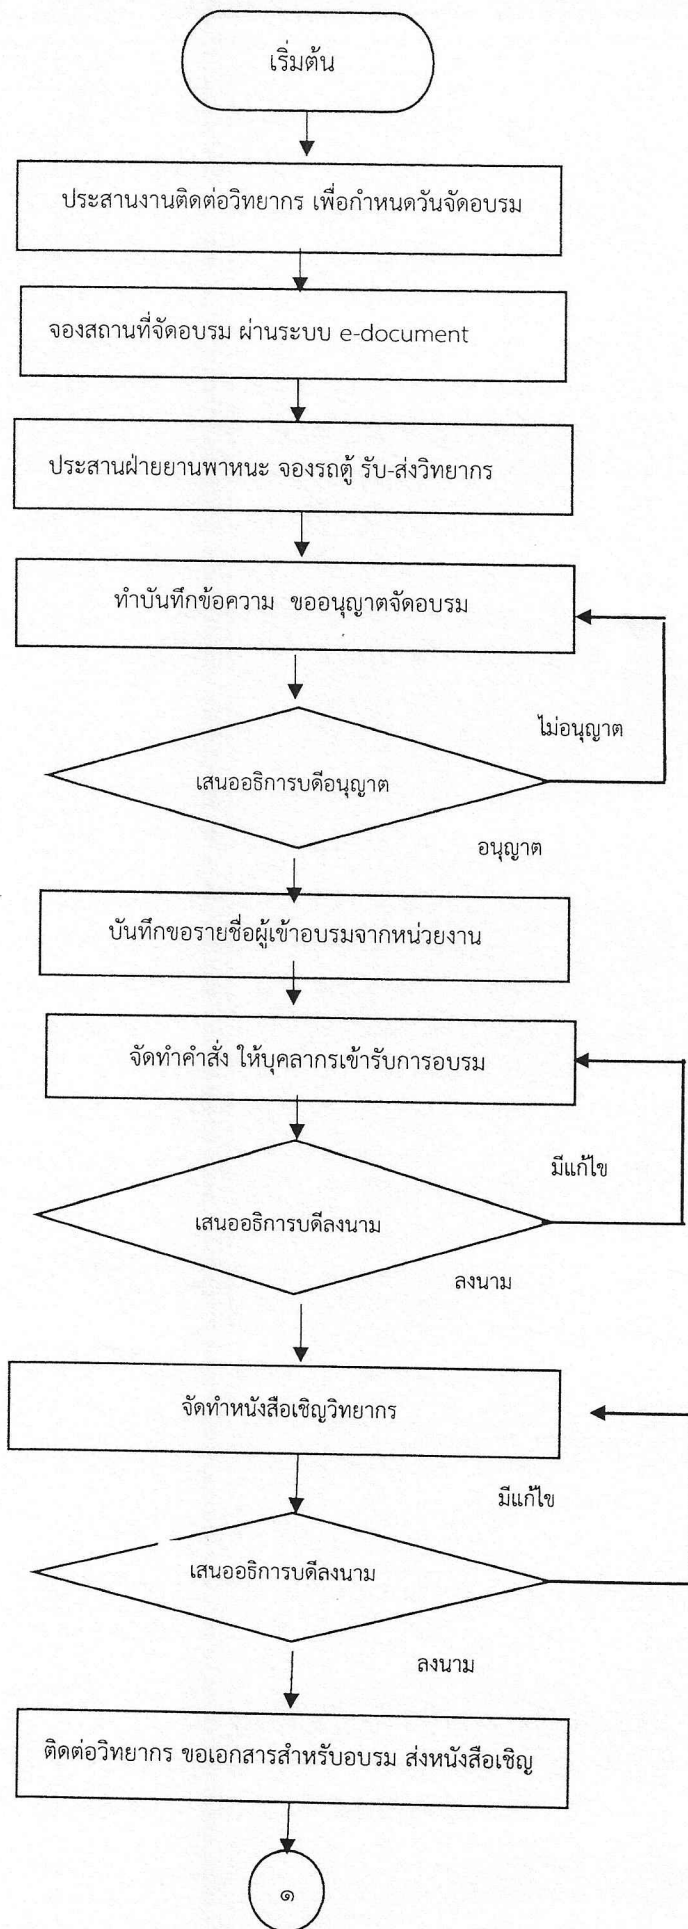 เริ่มต้น
ประสานงานติดต่อวิทยากร เพื่อกำหนดวันจัดอบรม
จองสถานที่จัดอบรม ผ่านระบบ e-document
ประสานฝ่ายยานพาหนะ จองรถตู้ รับ-ส่งวิทยากร
ทำบันทึกข้อความ ขออนุญาตจัดอบรม
ไม่อนุญาต
เสนออธิการบดีอนุญาต
อนุญาต
บันทึกขอรายชื่อผู้เข้าอบรมจากหน่วยงาน
จัดทำคำสั่ง ให้บุคลากรเข้ารับการอบรม
มีแก้ไข
เสนออธิการบดีลงนาม
ลงนาม
จัดทำหนังสือเชิญวิทยากร
มีแก้ไข
เสนออธิการบดีลงนาม
ลงนาม
ติดต่อวิทยากร ขอเอกสารสำหรับอบรม ส่งหนังสือเชิญ
๑